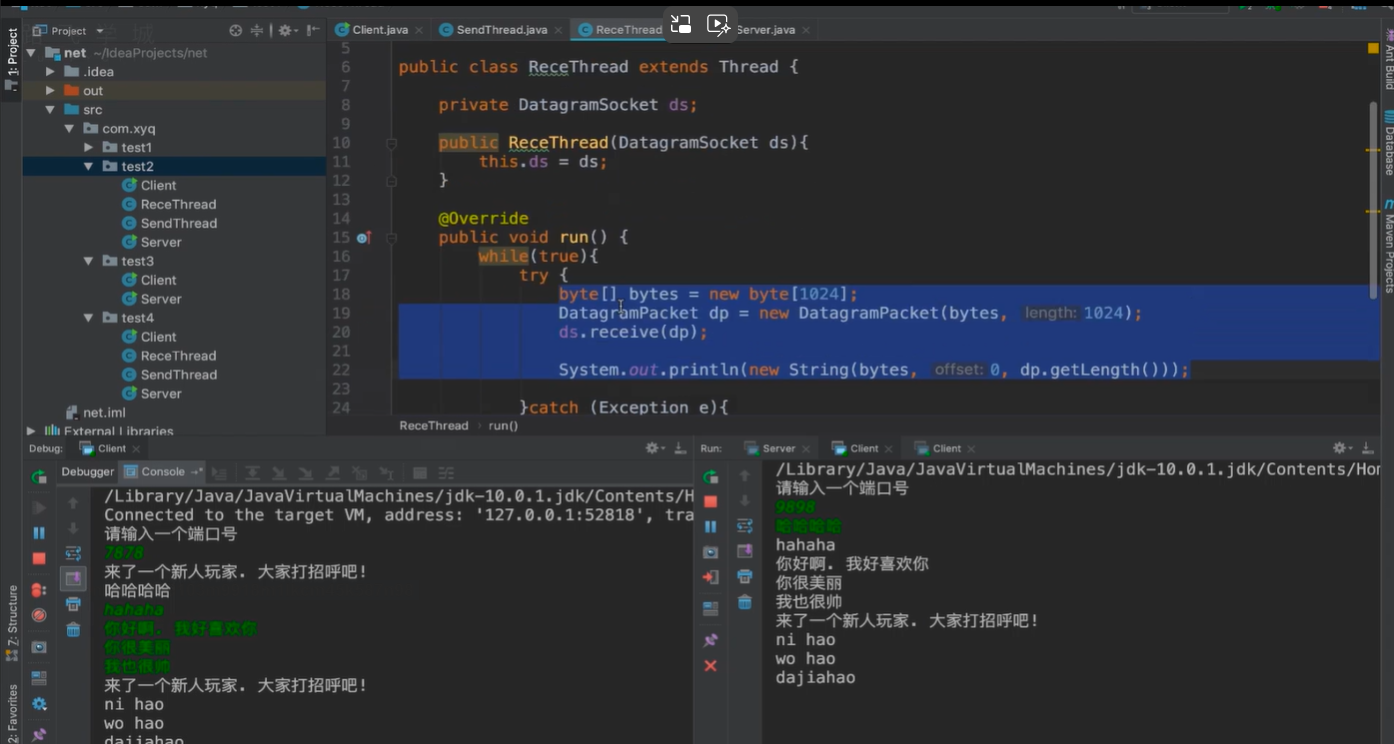 Project
Client.java
SendThread.java
ReceThread
Server.java
1: Project
net ~/IdeaProjects/net
.idea
out
src
com.xyq
test1
test2
Client
ReceThread
SendThread
Server
test3
Client
Server
test4
Client
ReceThread
SendThread
Server
net.iml
External Libraries
5
6 public class ReceThread extends Thread {
7
8 private DatagramSocket ds;
9
10 public ReceThread(DatagramSocket ds){
11 this.ds = ds;
12 }
13
14 @Override
15 public void run() {
16 while(true){
17 try {
18 byte[] bytes = new byte[1024];
19 DatagramPacket dp = new DatagramPacket(bytes, length: 1024);
20 ds.receive(dp);
21
22 System.out.println(new String(bytes, offset: 0, dp.getLength()));
23
24 }catch (Exception e){
ReceThread › run()
Ant Build
Database
Maven Projects
Debug: Client
Debugger Console
/Library/Java/JavaVirtualMachines/jdk-10.0.1.jdk/Contents/H
Connected to the target VM, address: '127.0.0.1:52818', tra
请输入一个端口号
7878
来了一个新人玩家. 大家打招呼吧!
哈哈哈哈
hahaha
你好啊. 我好喜欢你
你很美丽
我也很帅
来了一个新人玩家. 大家打招呼吧!
ni hao
wo hao
dajiahao
Run: Server Client Client
/Library/Java/JavaVirtualMachines/jdk-10.0.1.jdk/Contents/Ho
请输入一个端口号
9898
哈哈哈哈
hahaha
你好啊. 我好喜欢你
你很美丽
我也很帅
来了一个新人玩家. 大家打招呼吧!
ni hao
wo hao
dajiahao
Z: Structure
2: Favorites